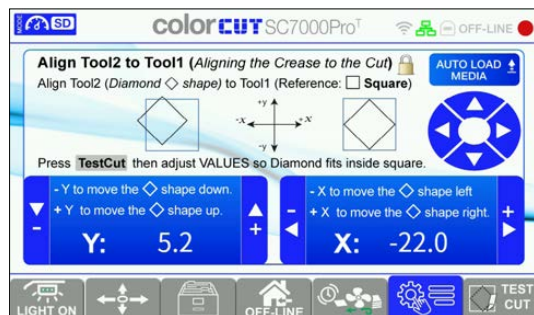 MODE SD colorcut SC7000Pro T OFF-LINE
Align Tool2 to Tool1 (Aligning the Crease to the Cut)
AUTO LOAD
MEDIA
Align Tool2 (Diamond ◇ shape) to Tool1 (Reference: □ Square)
+y
-x +x
-y
Press TestCut then adjust VALUES so Diamond fits inside square.
- Y to move the ◇ shape down.
+ Y to move the ◇ shape up.
Y: 5.2
- X to move the ◇ shape left
+ X to move the ◇ shape right.
X: -22.0
LIGHT ON
OFF-LINE
TEST
CUT